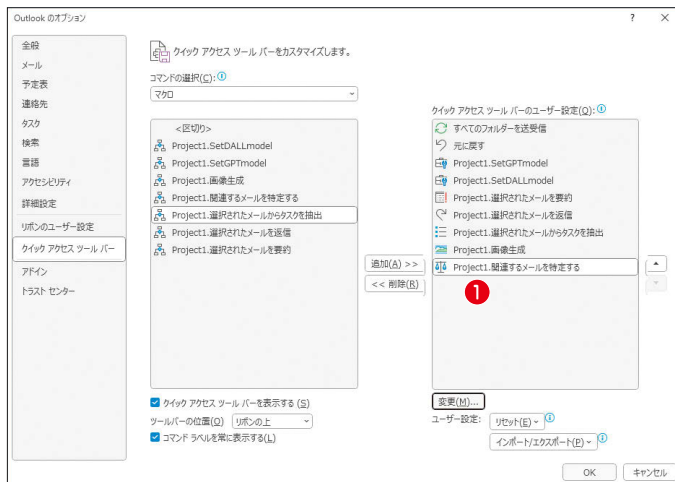 Outlook のオプション
? ×
全般
メール
予定表
連絡先
タスク
検索
言語
アクセシビリティ
詳細設定
リボンのユーザー設定
クイック アクセス ツール バー
アドイン
トラスト センター
クイック アクセス ツール バーをカスタマイズします。
コマンドの選択(C):
マクロ
<区切り>
Project1.SetDALLmodel
Project1.SetGPTmodel
Project1.画像生成
Project1.関連するメールを特定する
Project1.選択されたメールからタスクを抽出
Project1.選択されたメールを返信
Project1.選択されたメールを要約
追加(A) >>
<< 削除(R)
クイック アクセス ツール バーのユーザー設定(Q):
すべてのフォルダーを送受信
元に戻す
Project1.SetGPTmodel
Project1.SetDALLmodel
Project1.選択されたメールを要約
Project1.選択されたメールを返信
Project1.選択されたメールからタスクを抽出
Project1.画像生成
Project1.関連するメールを特定する
1
クイック アクセス ツール バーを表示する (S)
ツールバーの位置(O) リボンの上
コマンド ラベルを常に表示する(L)
変更(M)...
ユーザー設定: リセット(E)
インポート/エクスポート(P)
OK キャンセル